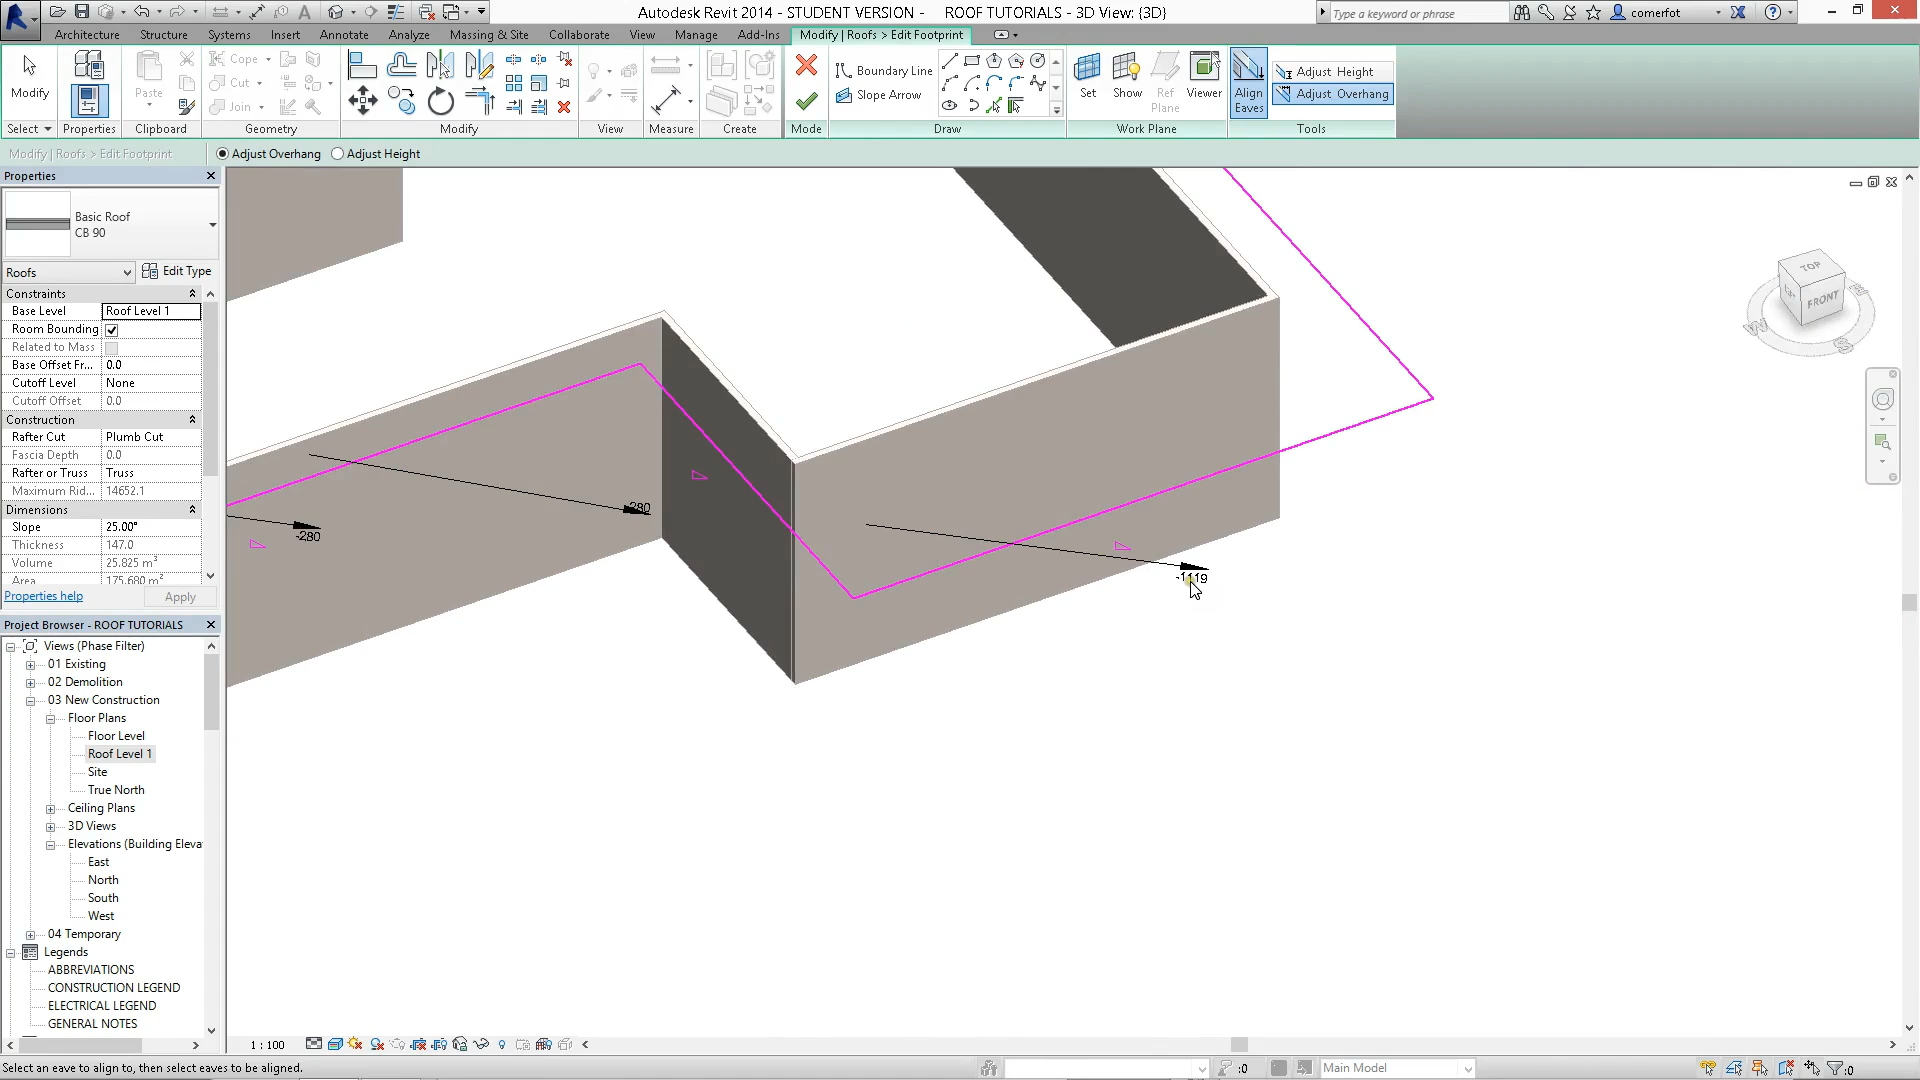 Autodesk Revit 2014 - STUDENT VERSION - ROOF TUTORIALS - 3D View: {3D}
Type a keyword or phrase
comerfot
Architecture Structure Systems Insert Annotate Analyze Massing & Site Collaborate View Manage Add-Ins Modify | Roofs > Edit Footprint
Modify
Paste
Cope
Cut
Join
Boundary Line
Slope Arrow
Set
Show
Ref Plane
Viewer
Align Eaves
Adjust Height
Adjust Overhang
Select Properties Clipboard Geometry Modify View Measure Create Mode Draw Work Plane Tools
Modify | Roofs > Edit Footprint Adjust Overhang Adjust Height
Properties
Basic Roof
CB 90
Roofs Edit Type
Constraints
Base Level Roof Level 1
Room Bounding
Related to Mass
Base Offset Fr... 0.0
Cutoff Level None
Cutoff Offset 0.0
Construction
Rafter Cut Plumb Cut
Fascia Depth 0.0
Rafter or Truss Truss
Maximum Rid... 14652.1
Dimensions
Slope 25.00°
Thickness 147.0
Volume 25.825 m³
Area 175.680 m²
Properties help Apply
Project Browser - ROOF TUTORIALS
Views (Phase Filter)
01 Existing
02 Demolition
03 New Construction
Floor Plans
Floor Level
Roof Level 1
Site
True North
Ceiling Plans
3D Views
Elevations (Building Eleva
East
North
South
West
04 Temporary
Legends
ABBREVIATIONS
CONSTRUCTION LEGEND
ELECTRICAL LEGEND
GENERAL NOTES
-280
-280
-1119
TOP
FRONT
W
S
1 : 100
Select an eave to align to, then select eaves to be aligned.
:0
Main Model
:0